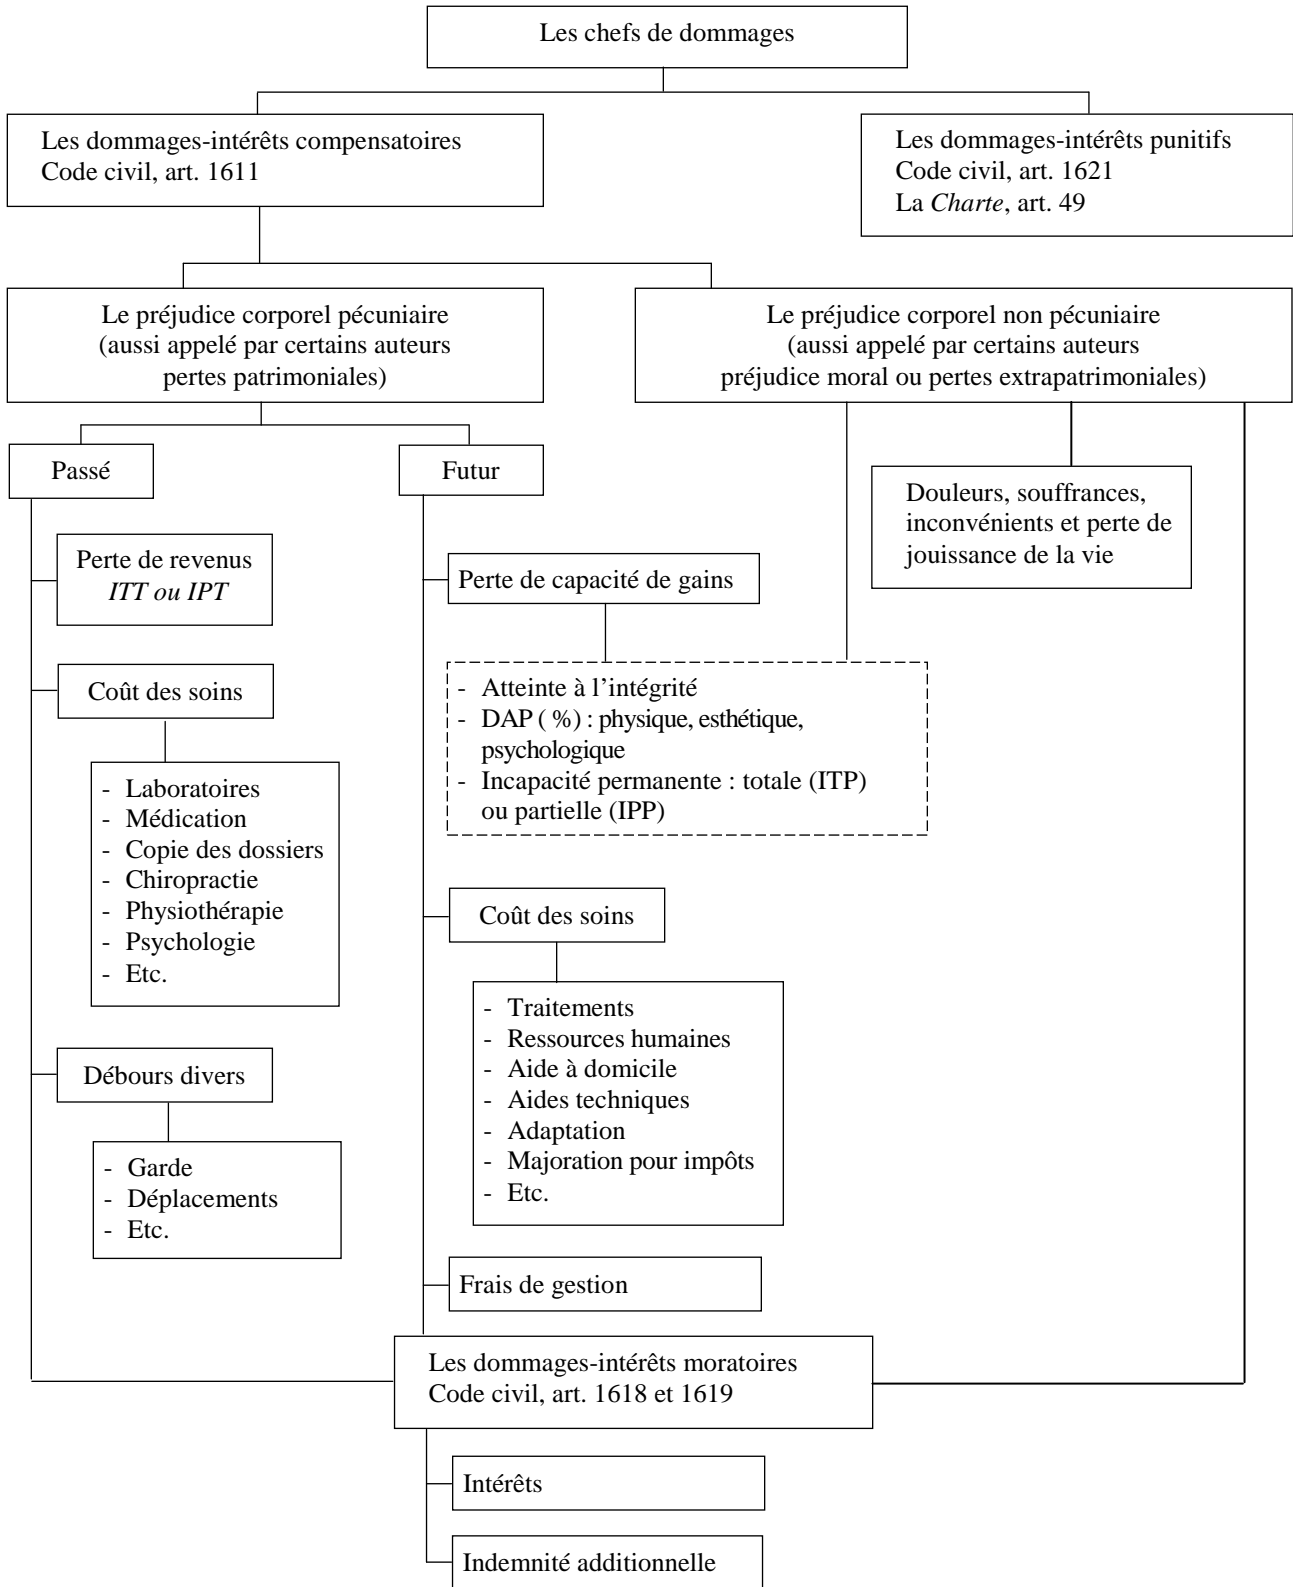 Les chefs de dommages
Les dommages-intérêts compensatoires
Code civil, art. 1611
Les dommages-intérêts punitifs
Code civil, art. 1621
La Charte, art. 49
Le préjudice corporel pécuniaire
(aussi appelé par certains auteurs
pertes patrimoniales)
Le préjudice corporel non pécuniaire
(aussi appelé par certains auteurs
préjudice moral ou pertes extrapatrimoniales)
Passé
Perte de revenus
ITT ou IPT
Coût des soins
- Laboratoires
- Médication
- Copie des dossiers
- Chiropractie
- Physiothérapie
- Psychologie
- Etc.
Débours divers
- Garde
- Déplacements
- Etc.
Futur
Perte de capacité de gains
- Atteinte à l’intégrité
- DAP ( %) : physique, esthétique,
psychologique
- Incapacité permanente : totale (ITP)
ou partielle (IPP)
Coût des soins
- Traitements
- Ressources humaines
- Aide à domicile
- Aides techniques
- Adaptation
- Majoration pour impôts
- Etc.
Frais de gestion
Douleurs, souffrances,
inconvénients et perte de
jouissance de la vie
Les dommages-intérêts moratoires
Code civil, art. 1618 et 1619
Intérêts
Indemnité additionnelle